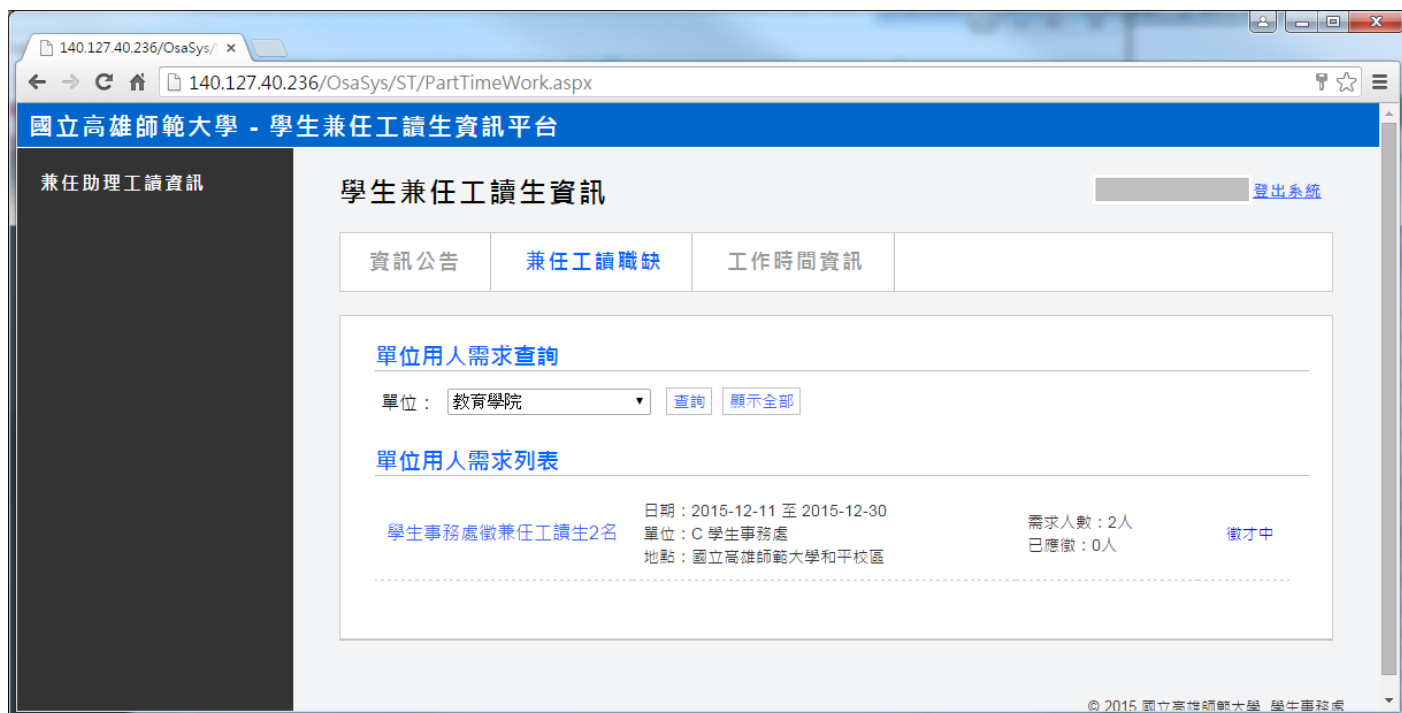 140.127.40.236/OsaSys/
140.127.40.236/OsaSys/ST/PartTimeWork.aspx
國立高雄師範大學 - 學生兼任工讀生資訊平台
兼任助理工讀資訊
學生兼任工讀生資訊
登出系統
資訊公告 兼任工讀職缺 工作時間資訊
單位用人需求查詢
單位： 教育學院 查詢 顯示全部
單位用人需求列表
學生事務處徵兼任工讀生2名
日期：2015-12-11 至 2015-12-30
單位：C 學生事務處
地點：國立高雄師範大學和平校區
需求人數：2人
已應徵：0人
徵才中
© 2015 國立高雄師範大學 學生事務處